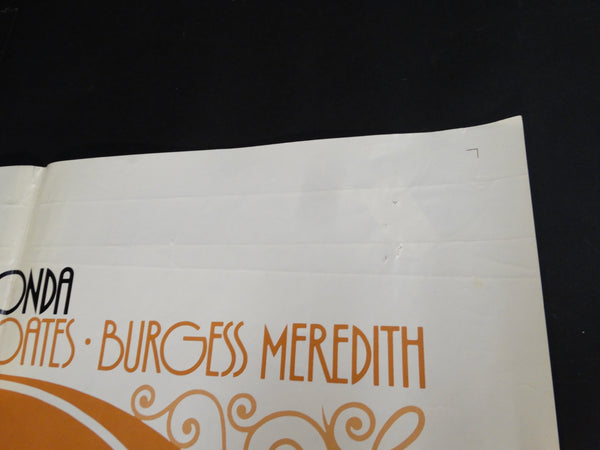 ONDA
OATES · BURGESS MEREDITH